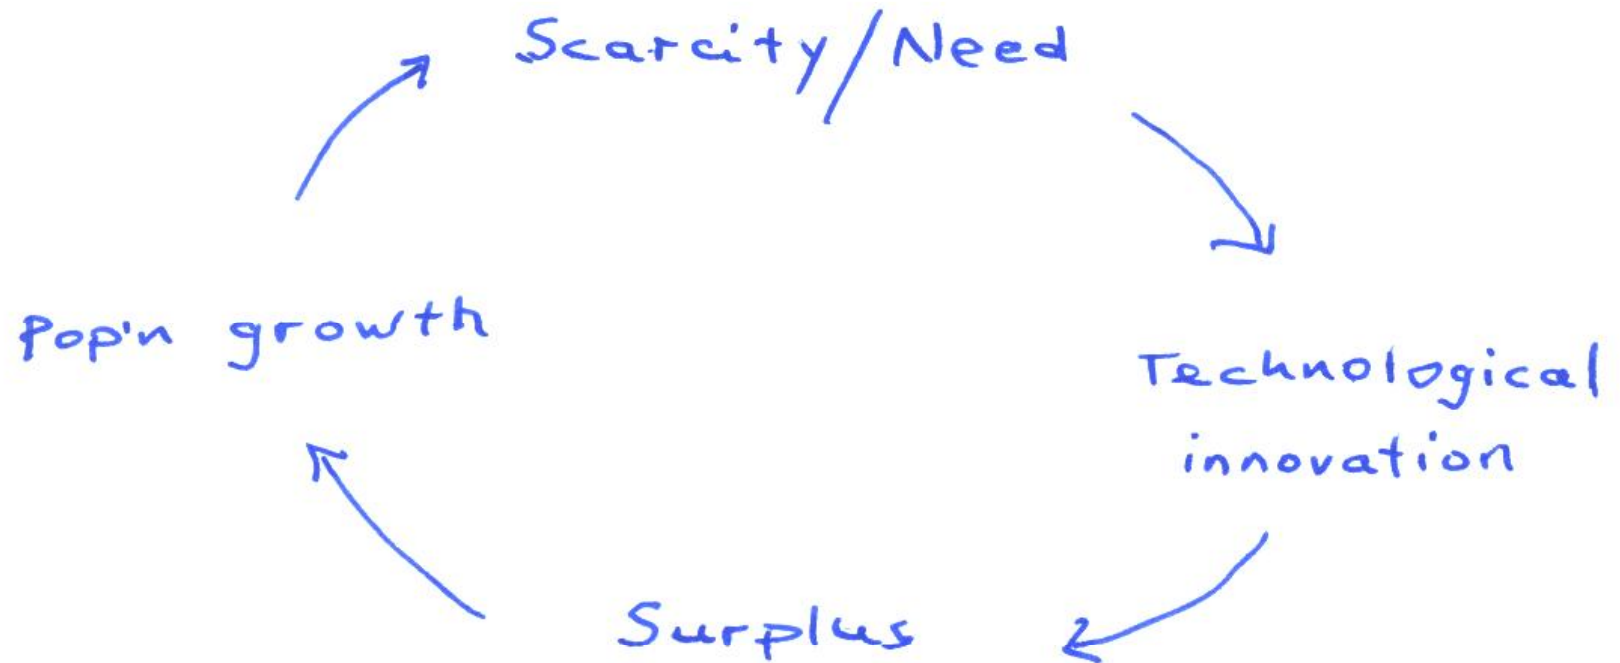 Scarcity/Need
Pop'n growth
Technological
innovation
Surplus